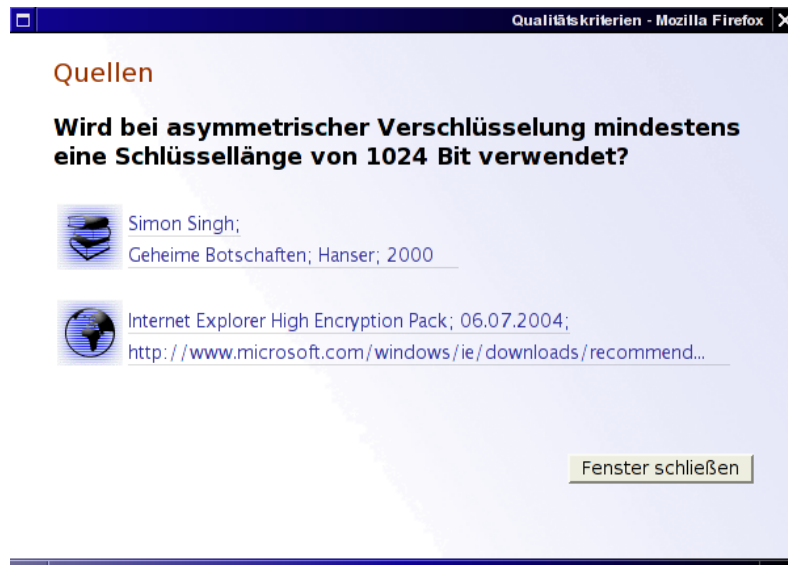 Qualitätskriterien - Mozilla Firefox
Quellen
Wird bei asymmetrischer Verschlüsselung mindestens
eine Schlüssellänge von 1024 Bit verwendet?
Simon Singh;
Geheime Botschaften; Hanser; 2000
Internet Explorer High Encryption Pack; 06.07.2004;
http://www.microsoft.com/windows/ie/downloads/recommend...
Fenster schließen